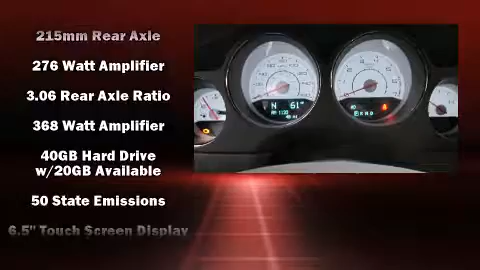 215mm Rear Axle
276 Watt Amplifier
3.06 Rear Axle Ratio
368 Watt Amplifier
40GB Hard Drive
w/20GB Available
50 State Emissions
6.5" Touch Screen Display
N 61°